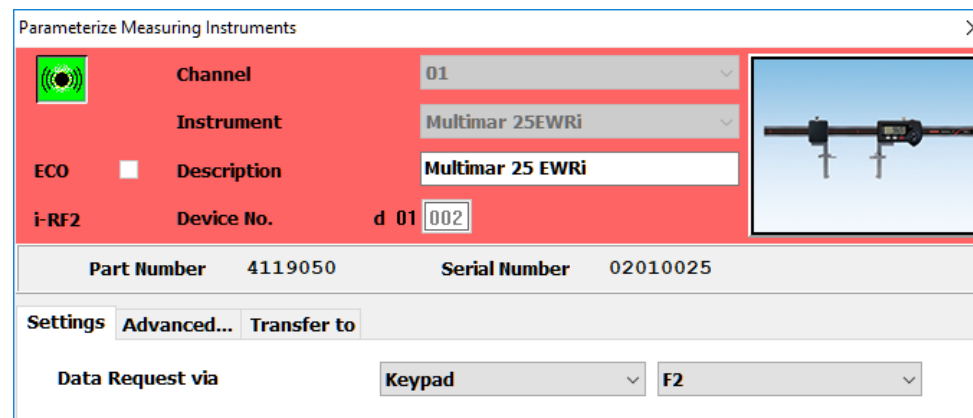 Parameterize Measuring Instruments
Channel 01
Instrument Multimar 25EWRi
ECO Description Multimar 25 EWRi
i-RF2 Device No. d 01 002
Part Number 4119050 Serial Number 02010025
Settings Advanced... Transfer to
Data Request via Keypad F2